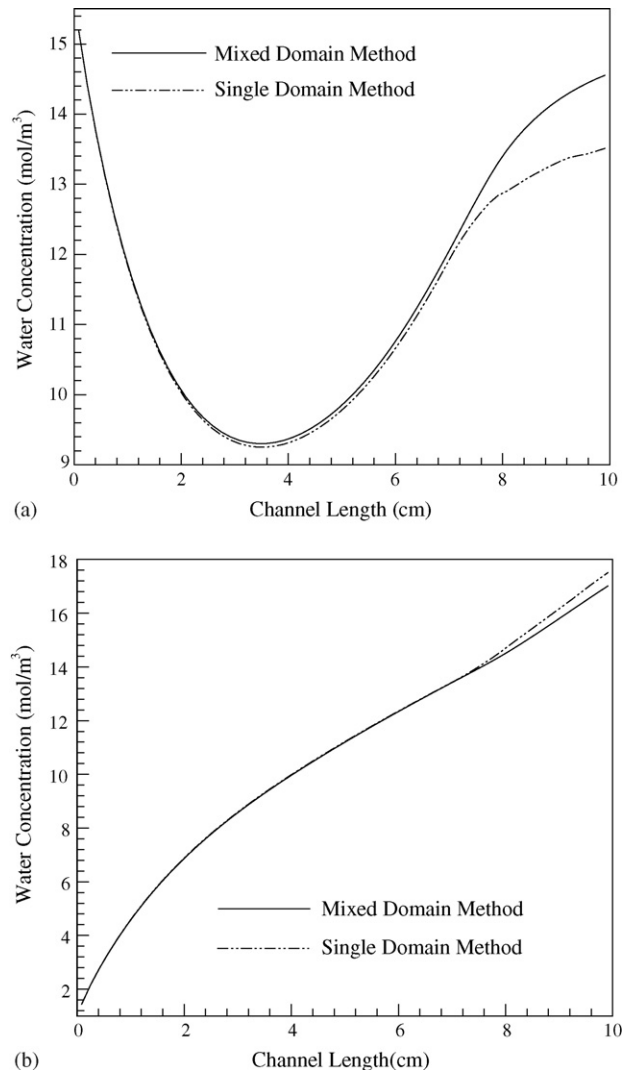 15
14
13
12
11
10
9
Water Concentration (mol/m³)
Mixed Domain Method
Single Domain Method
0 2 4 6 8 10
Channel Length (cm)
(a)
18
16
14
12
10
8
6
4
2
Water Concentration (mol/m³)
Mixed Domain Method
Single Domain Method
0 2 4 6 8 10
Channel Length(cm)
(b)